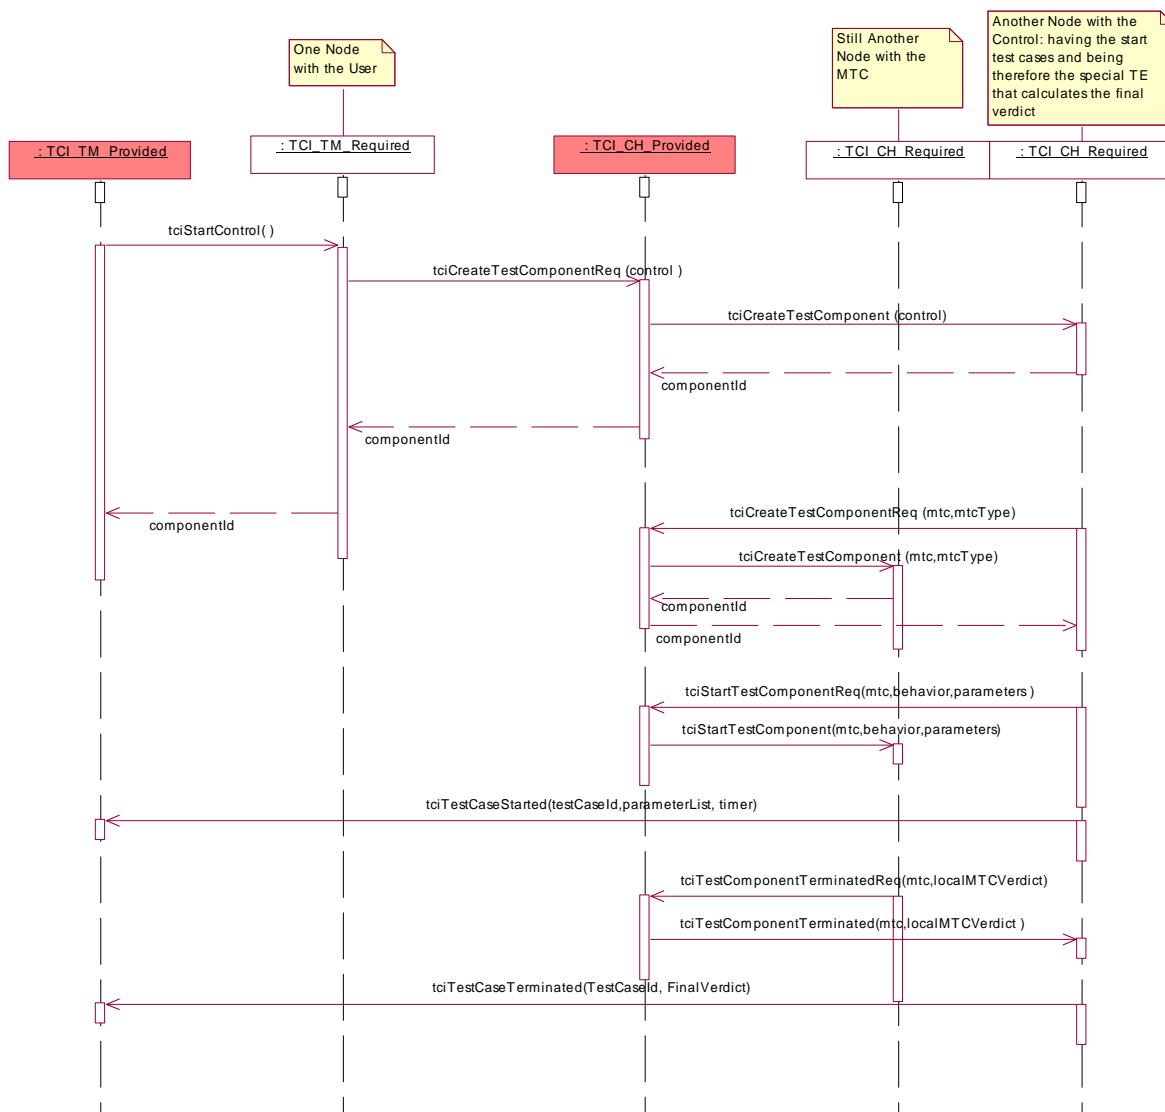 One Node
with the User
Still Another
Node with the
MTC
Another Node with the
Control: having the start
test cases and being
therefore the special TE
that calculates the final
verdict
: TCI_TM_Provided
: TCI_TM_Required
: TCI_CH_Provided
: TCI_CH_Required
: TCI_CH_Required
tciStartControl( )
tciCreateTestComponentReq (control )
tciCreateTestComponent (control)
componentId
componentId
componentId
tciCreateTestComponentReq (mtc,mtcType)
tciCreateTestComponent (mtc,mtcType)
componentId
componentId
tciStartTestComponentReq(mtc,behavior,parameters )
tciStartTestComponent(mtc,behavior,parameters)
tciTestCaseStarted(testCaseId,parameterList, timer)
tciTestComponentTerminatedReq(mtc,localMTCVerdict)
tciTestComponentTerminated(mtc,localMTCVerdict )
tciTestCaseTerminated(TestCaseId, FinalVerdict)